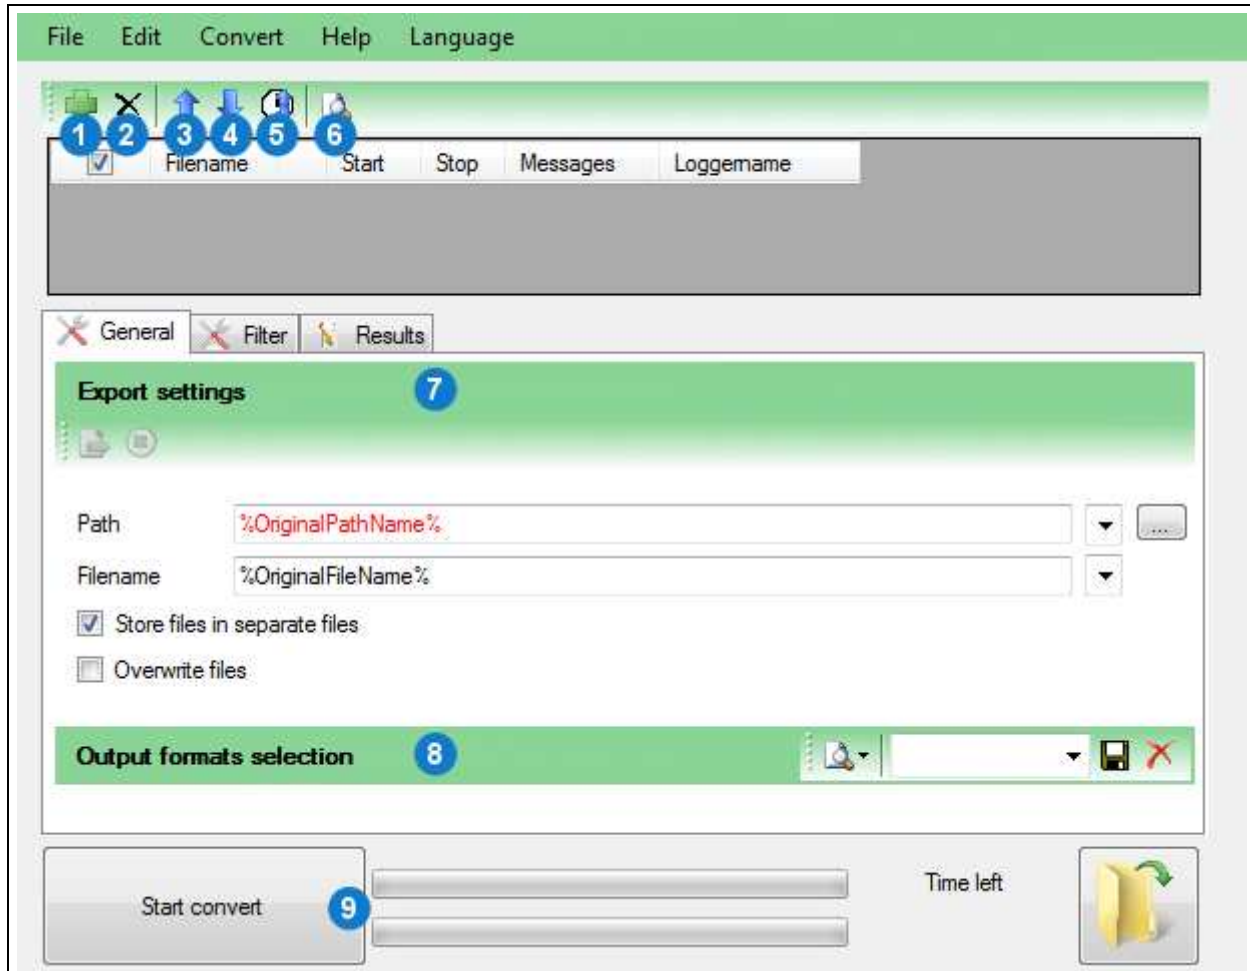 File Edit Convert Help Language
1 2 3 4 5 6
Filename Start Stop Messages Loggername
General Filter Results
Export settings 7
Path %OriginalPathName% ...
Filename %OriginalFileName%
Store files in separate files
Overwrite files
Output formats selection 8
Start convert 9 Time left